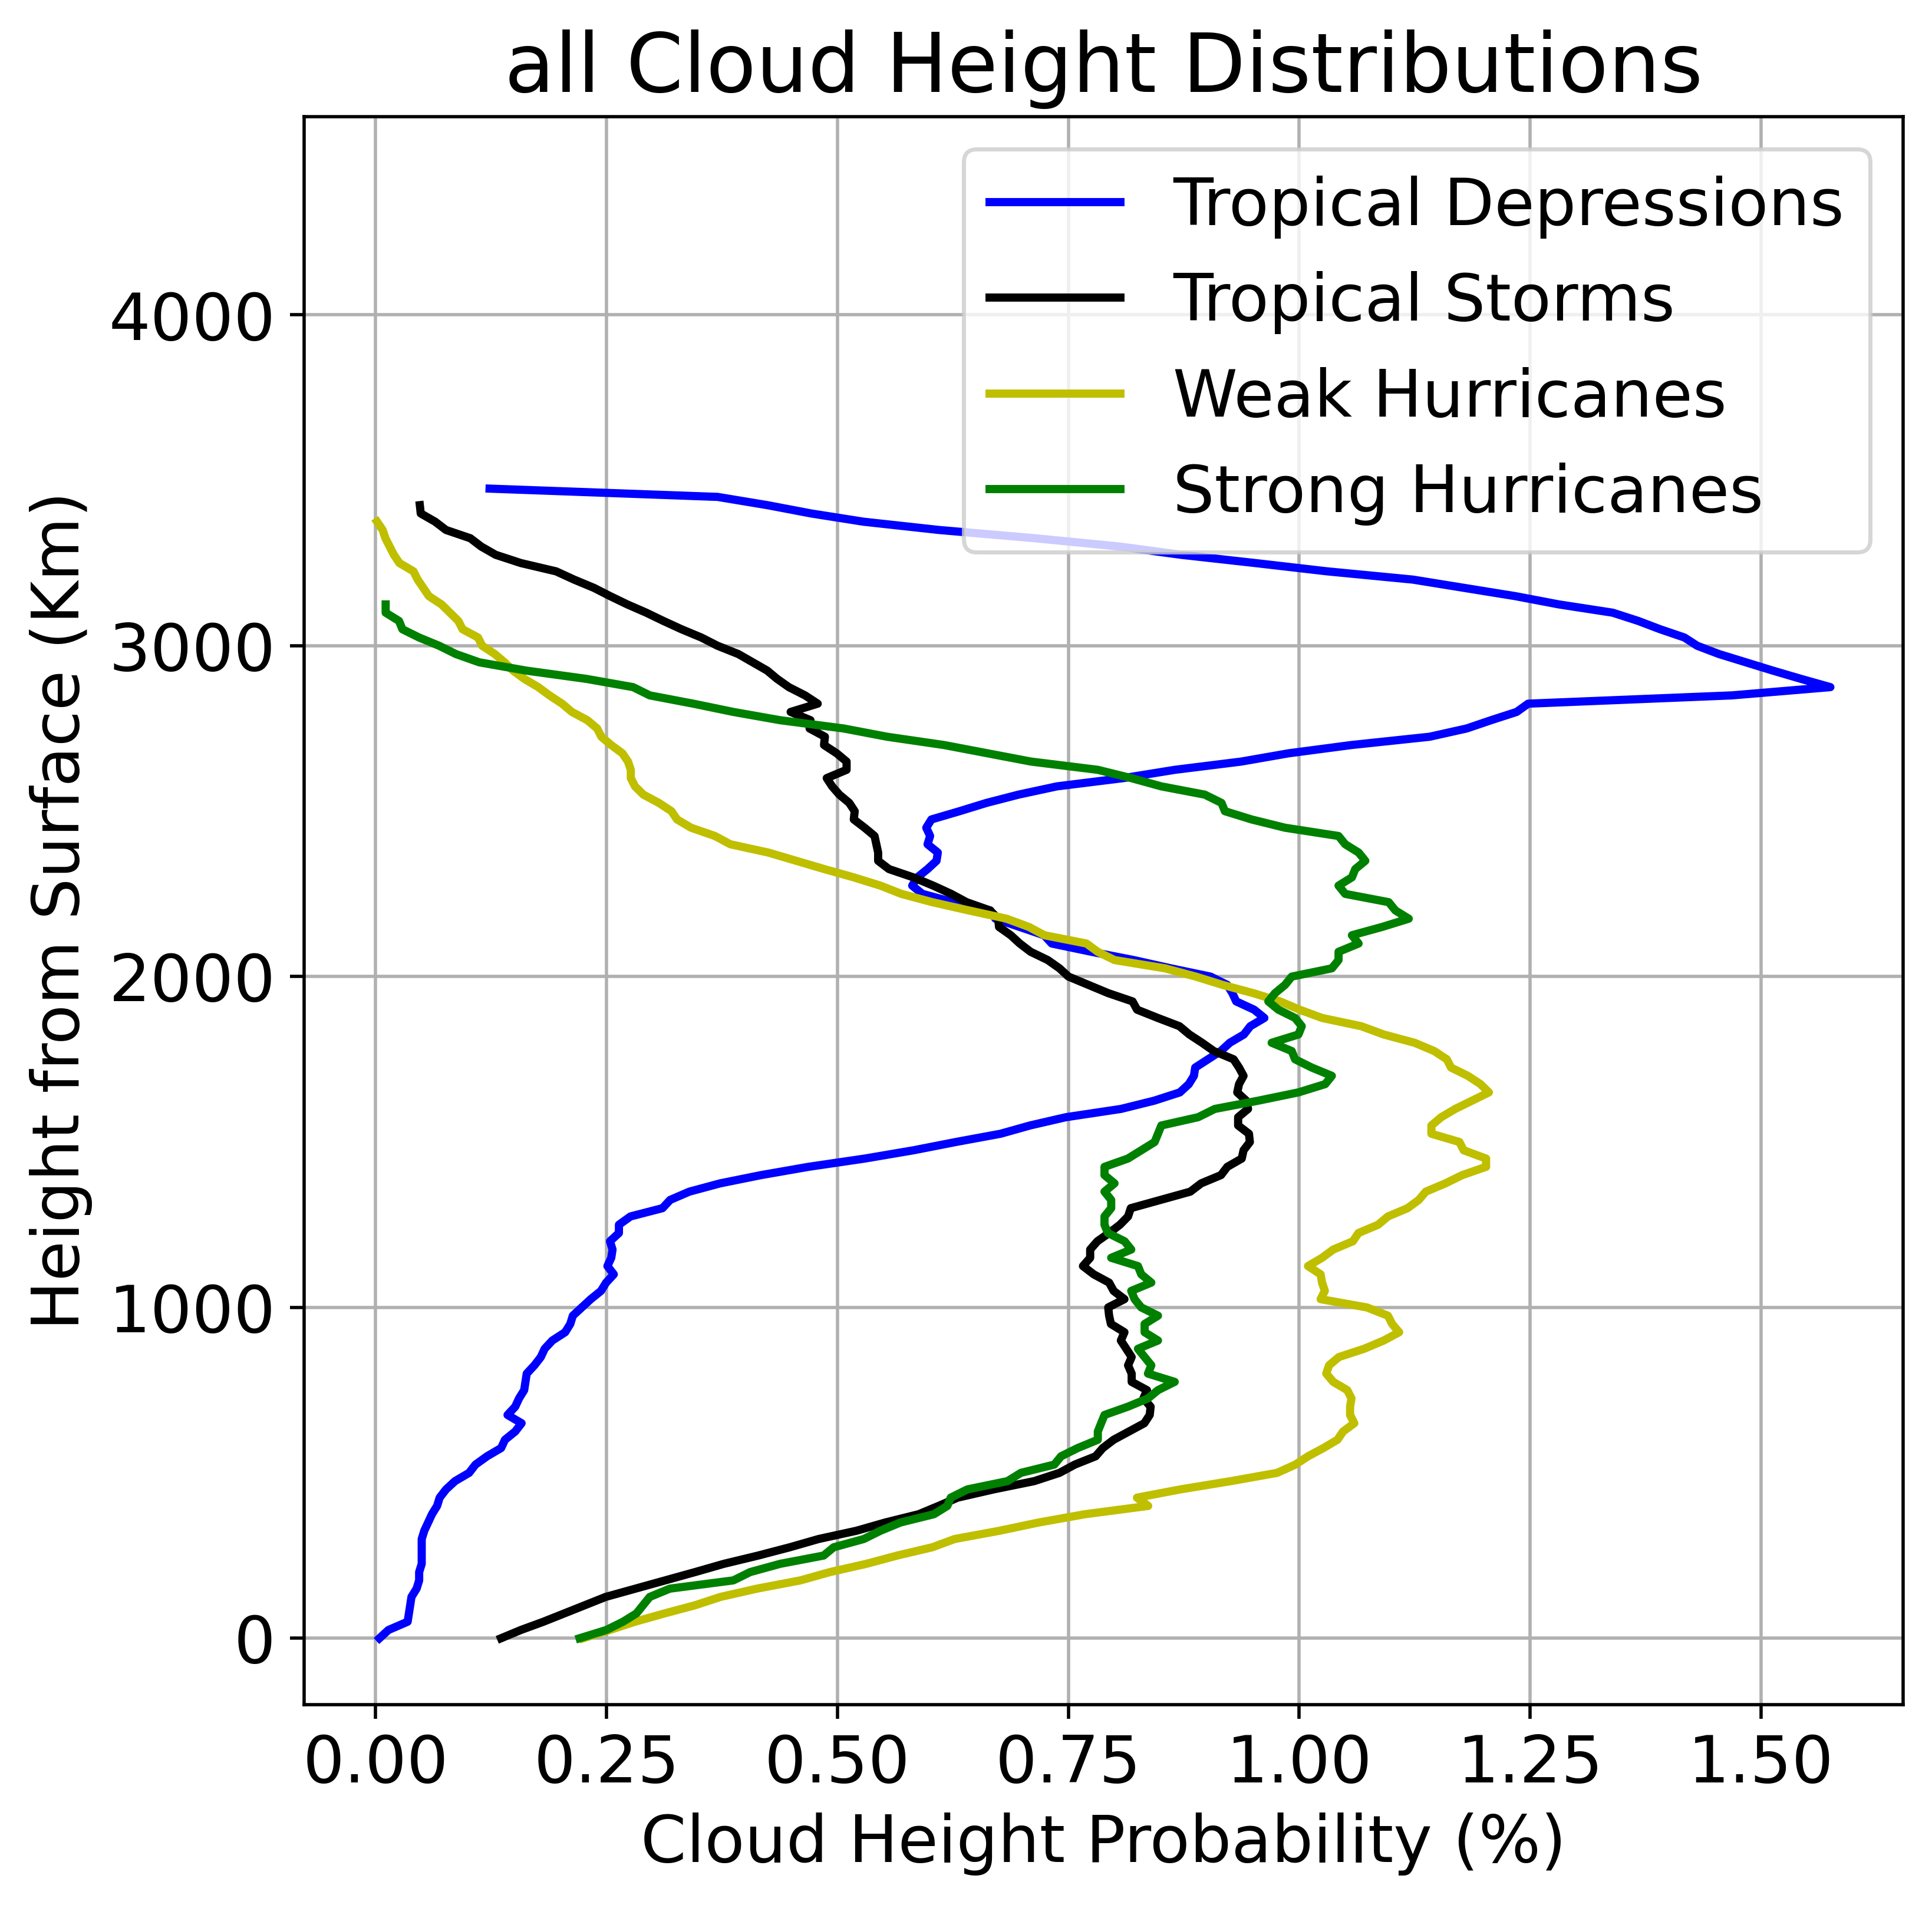 all Cloud Height Distributions
Tropical Depressions
Tropical Storms
Weak Hurricanes
Strong Hurricanes
Height from Surface (Km)
4000
3000
2000
1000
0
0.00 0.25 0.50 0.75 1.00 1.25 1.50
Cloud Height Probability (%)